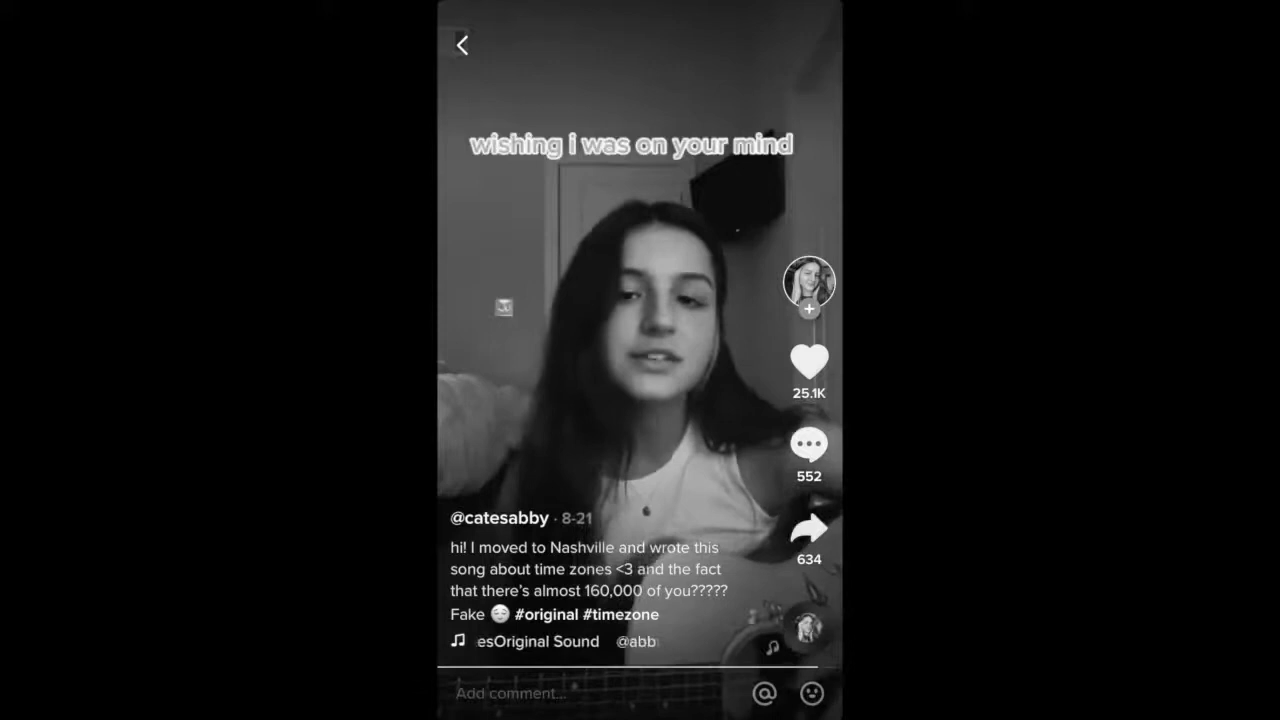 wishing i was on your mind
25.1K
552
634
@catesabby · 8-21
hi! I moved to Nashville and wrote this
song about time zones <3 and the fact
that there's almost 160,000 of you?????
Fake 😌 #original #timezone
esOriginal Sound @abb
Add comment...